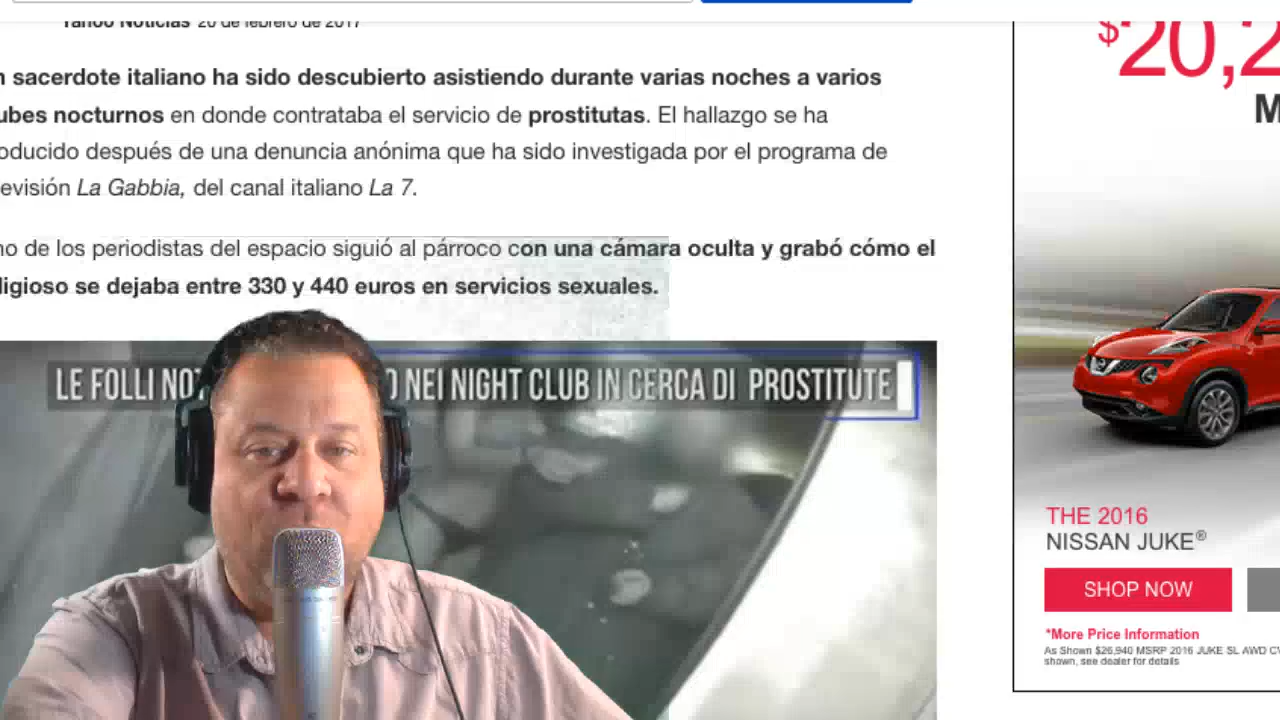 Yahoo Noticias 20 de febrero de 2017
n sacerdote italiano ha sido descubierto asistiendo durante varias noches a varios
ubes nocturnos en donde contrataba el servicio de prostitutas. El hallazgo se ha
oducido después de una denuncia anónima que ha sido investigada por el programa de
evisión La Gabbia, del canal italiano La 7.
no de los periodistas del espacio siguió al párroco con una cámara oculta y grabó cómo el
ligioso se dejaba entre 330 y 440 euros en servicios sexuales.
LE FOLLI NO O NEI NIGHT CLUB IN CERCA DI PROSTITUTE
$20,2
M
THE 2016
NISSAN JUKE®
SHOP NOW
*More Price Information
As Shown $26,940 MSRP 2016 JUKE SL AWD CV
shown, see dealer for details